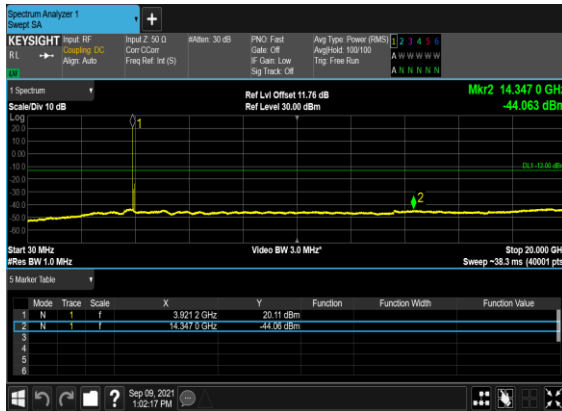 Spectrum Analyzer 1
Swept SA
+
KEYSIGHT Input: RF Input Z: 50 Ω #Atten: 30 dB PNO: Fast Avg Type: Power (RMS) 1 2 3 4 5 6
RL Coupling: DC Corr CCorr Gate: Off Avg|Hold: 100/100 A W W W W W
Align: Auto Freq Ref: Int (S) IF Gain: Low Trig: Free Run
Sig Track: Off A N N N N N
1 Spectrum Ref Lvl Offset 11.76 dB Mkr2 14.347 0 GHz
Scale/Div 10 dB Ref Level 30.00 dBm -44.063 dBm
Log
20.0
10.0
0.00
-10.0
-20.0
-30.0
-40.0
-50.0
-60.0
1
DL1 -13.00 dBm
2
Start 30 MHz Video BW 3.0 MHz* Stop 20.000 GHz
#Res BW 1.0 MHz Sweep ~38.3 ms (40001 pts)
5 Marker Table
Mode Trace Scale X Y Function Function Width Function Value
1 N 1 f 3.921 2 GHz 20.11 dBm
2 N 1 f 14.347 0 GHz -44.06 dBm
3
4
5
6
? Sep 09, 2021
1:02:17 PM